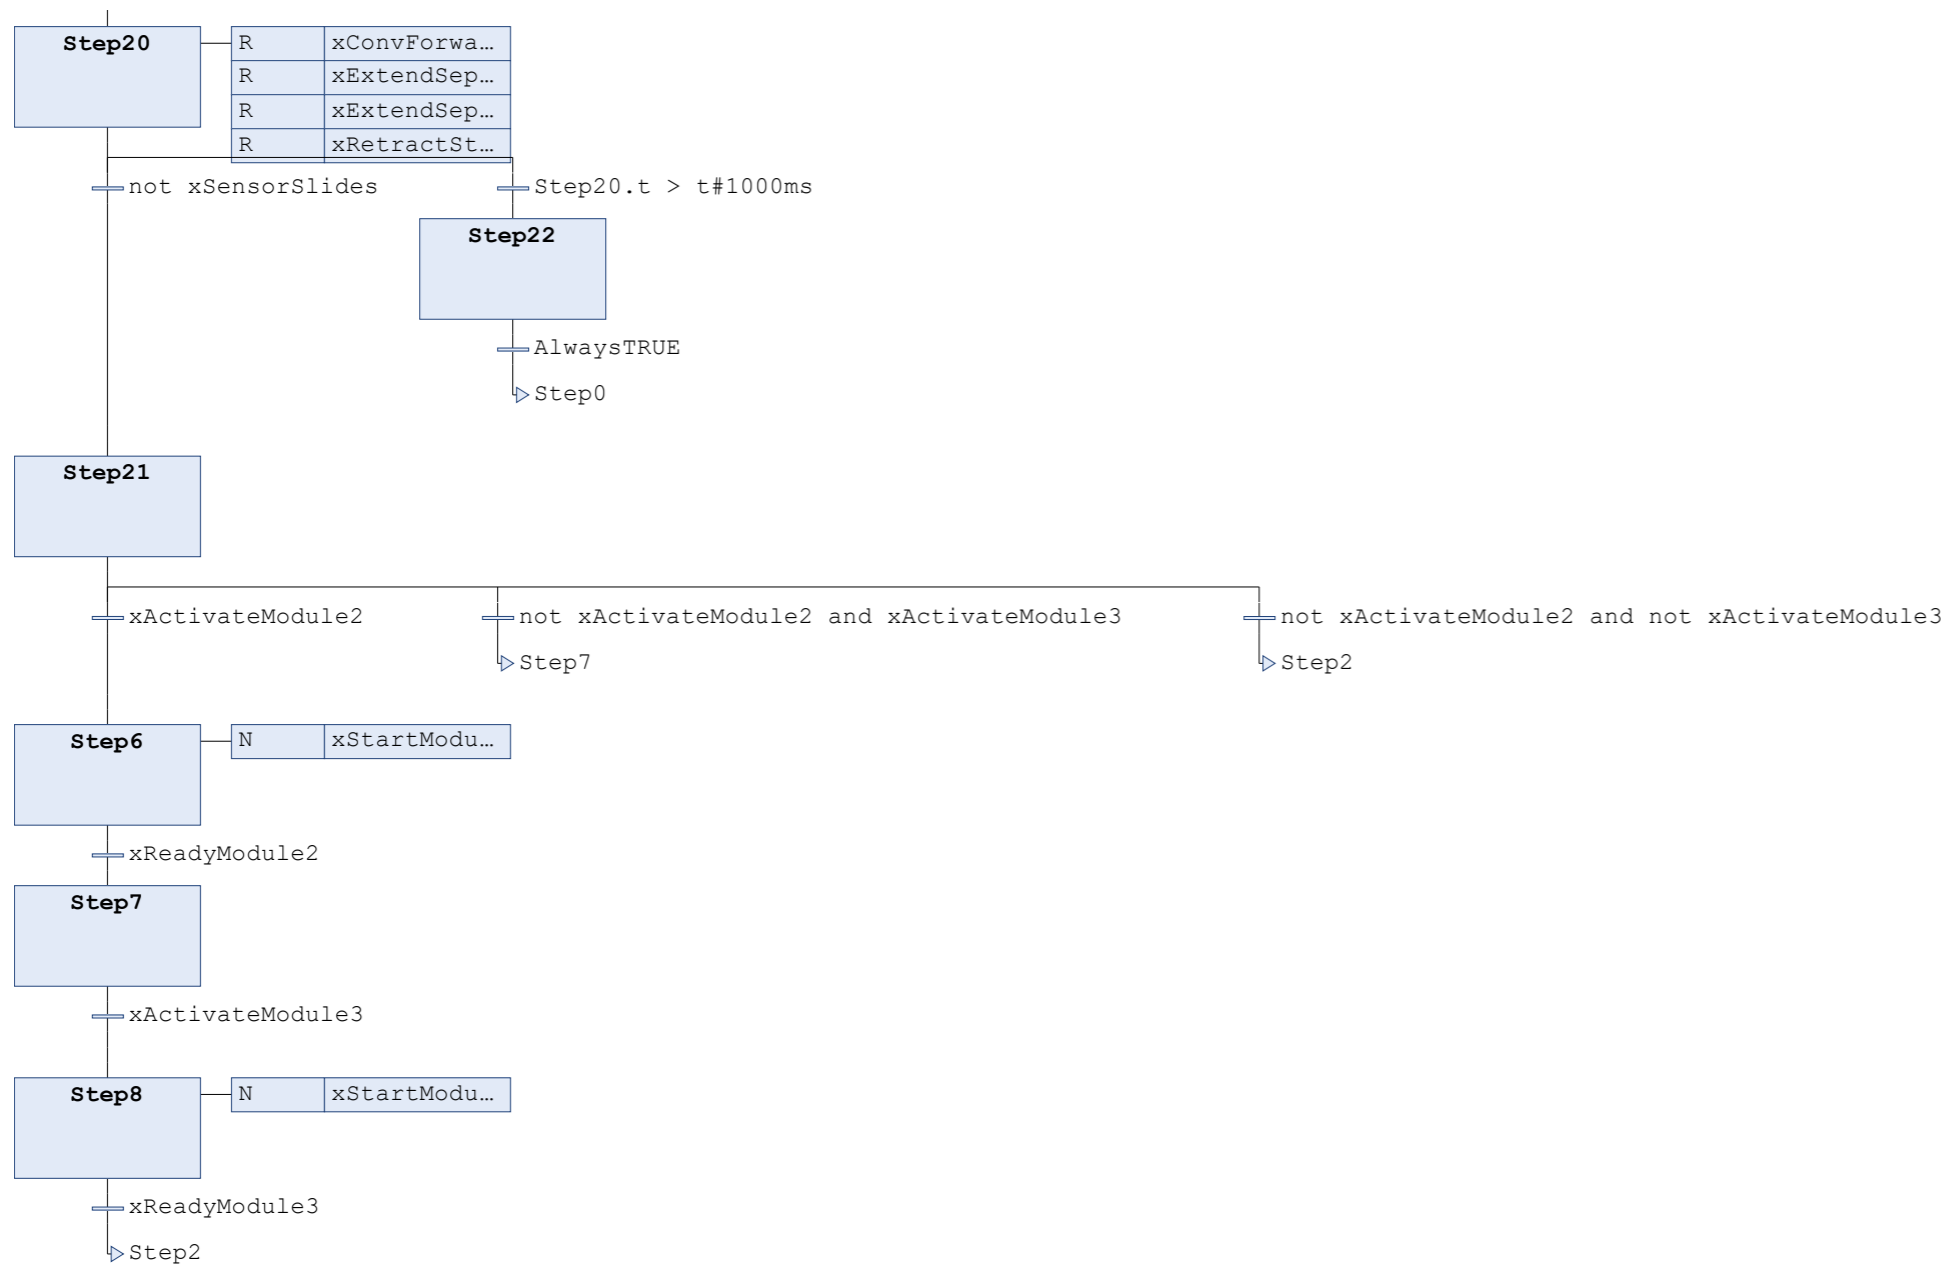 Step20
R xConvForwa…
R xExtendSep…
R xExtendSep…
R xRetractSt…
not xSensorSlides
Step20.t > t#1000ms
Step22
AlwaysTRUE
Step0
Step21
xActivateModule2
not xActivateModule2 and xActivateModule3
not xActivateModule2 and not xActivateModule3
Step7
Step2
Step6
N xStartModu…
xReadyModule2
Step7
xActivateModule3
Step8
N xStartModu…
xReadyModule3
Step2